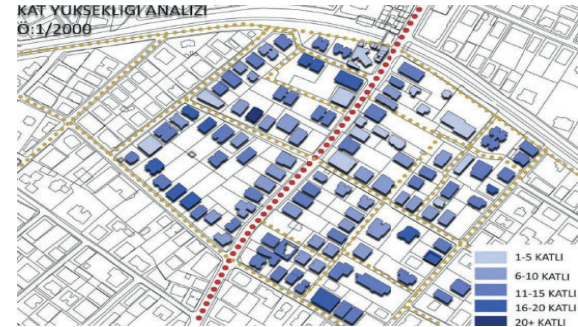 KAT YÜKSEKLİGİ ANALİZİ
Ö:1/2000
1-5 KATLI
6-10 KATLI
11-15 KATLI
16-20 KATLI
20+ KATLI